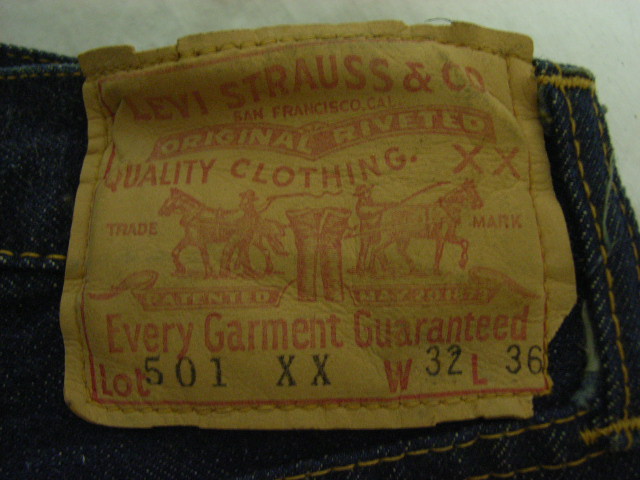 LEVI STRAUSS & CO.
SAN FRANCISCO, CAL.
ORIGINAL RIVETED
QUALITY CLOTHING. XX
TRADE MARK
PATENTED MAY 20 1873
Every Garment Guaranteed
Lot 501 XX W 32 L 36